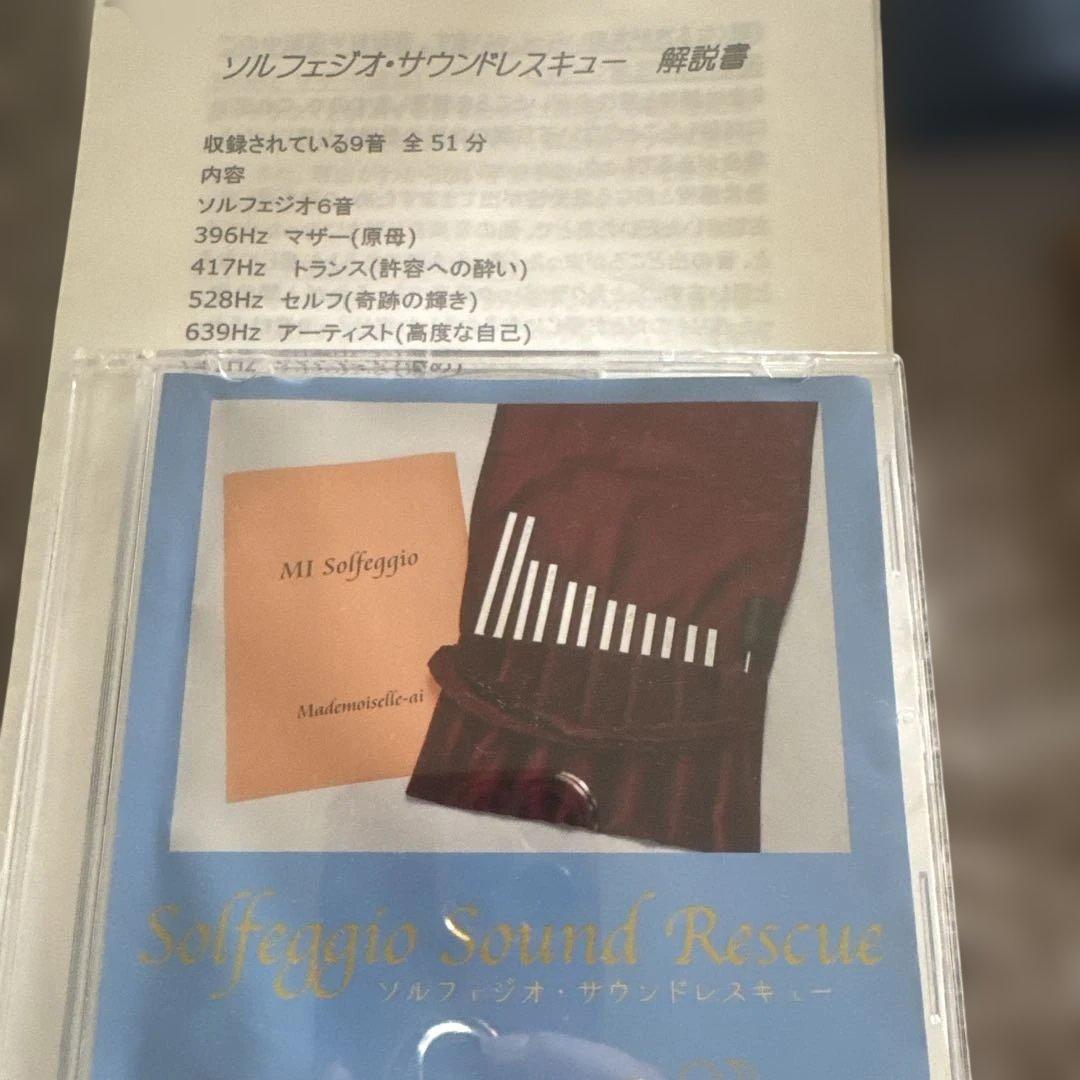 ソルフェジオ・サウンドレスキュー　解説書
収録されている9音　全 51 分
内容
ソルフェジオ6音
396Hz　マザー(原母)
417Hz　トランス(許容への酔い)
528Hz　セルフ(奇跡の輝き)
639Hz　アーティスト(高度な自己)
MI Solfeggio
Mademoiselle-ai
Solfeggio Sound Rescue
ソルフェジオ・サウンドレスキュー